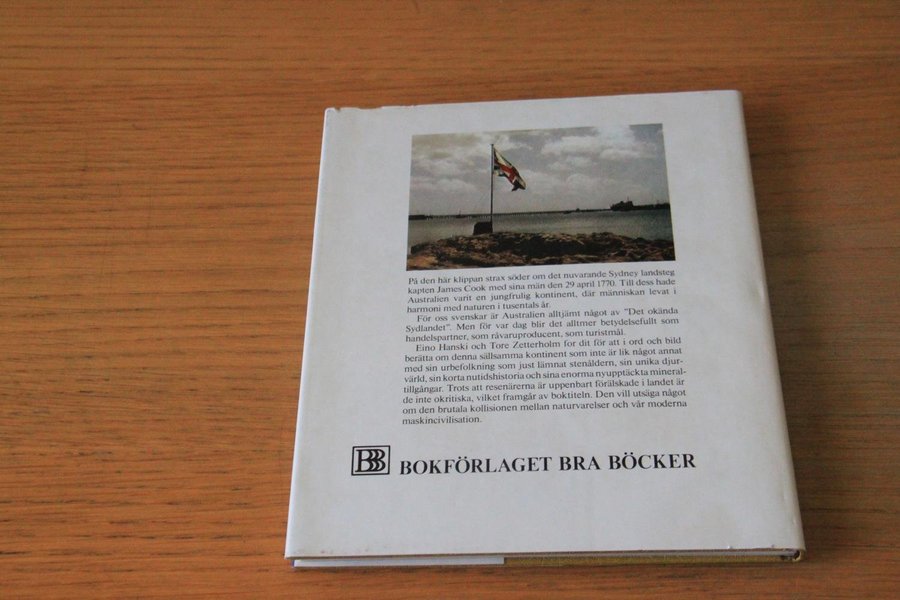 På den här klippan strax söder om det nuvarande Sydney landsteg
kapten James Cook med sina män den 29 april 1770. Till dess hade
Australien varit en jungfrulig kontinent, där människan levat i
harmoni med naturen i tusentals år.
För oss svenskar är Australien alltjämt något av "Det okända
Sydlandet". Men för var dag blir det alltmer betydelsefullt som
handelspartner, som råvaruproducent, som turistmål.
Eino Hanski och Tore Zetterholm for dit för att i ord och bild
berätta om denna sällsamma kontinent som inte är lik något annat
med sin urbefolkning som just lämnat stenåldern, sin unika djur-
värld, sin korta nutidshistoria och sina enorma nyupptäckta mineral-
tillgångar. Trots att resenärerna är uppenbart förälskade i landet är
de inte okritiska, vilket framgår av boktiteln. Den vill utsäga något
om den brutala kollisionen mellan naturvarelser och vår moderna
maskincivilisation.
BBB BOKFÖRLAGET BRA BÖCKER